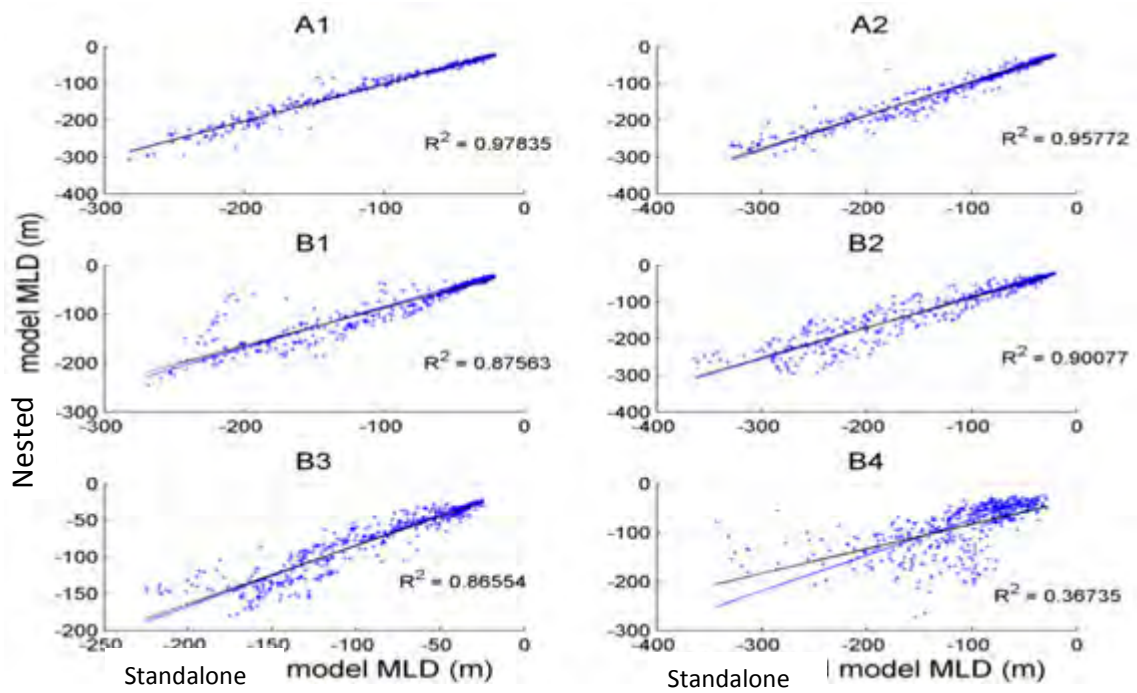 A1
0
-100
-200
-300
-400
-300 -200 -100 0
R² = 0.97835
A2
0
-100
-200
-300
-400
-400 -300 -200 -100 0
R² = 0.95772
B1
0
-100
-200
-300
-300 -200 -100 0
R² = 0.87563
B2
0
-100
-200
-300
-400
-400 -300 -200 -100 0
R² = 0.90077
B3
0
-50
-100
-150
-200
-250 -200 -150 -100 -50 0
R² = 0.86554
B4
0
-100
-200
-300
-400 -300 -200 -100 0
R² = 0.36735
Nested model MLD (m)
Standalone model MLD (m)
Standalone model MLD (m)